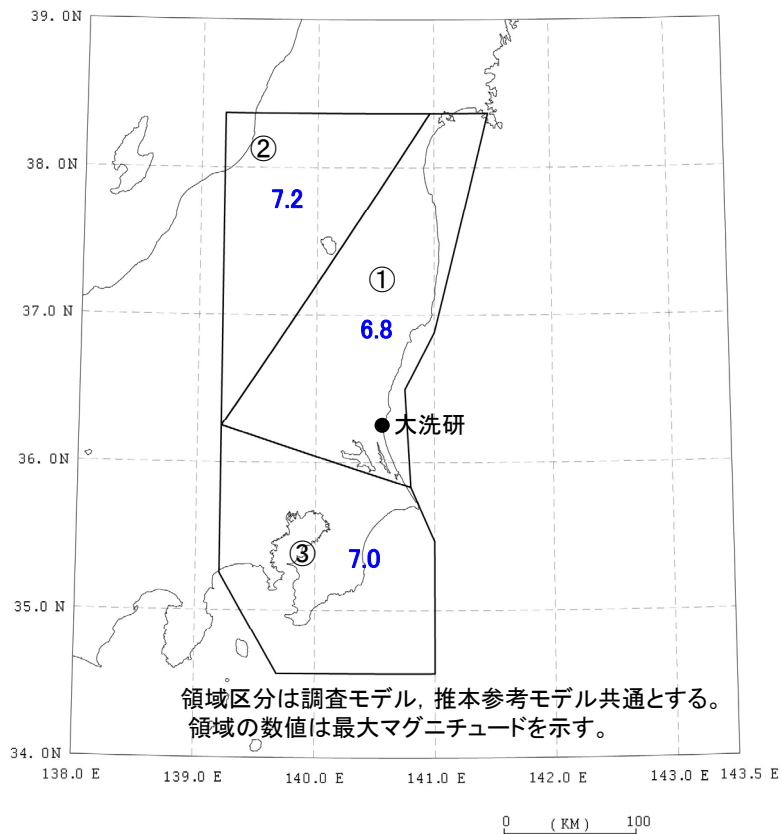 39. 0N
②
38. 0N
7.2
①
37. 0N
6.8
大洗研
36. 0N
③
7.0
35. 0 N
領域区分は調査モデル，推本参考モデル共通とする。
領域の数値は最大マグニチュードを示す。
34. 0 N
138.0 E 139.0 E 140.0 E 141.0 E 142.0 E 143.0 E 143.5 E
0 (KM) 100